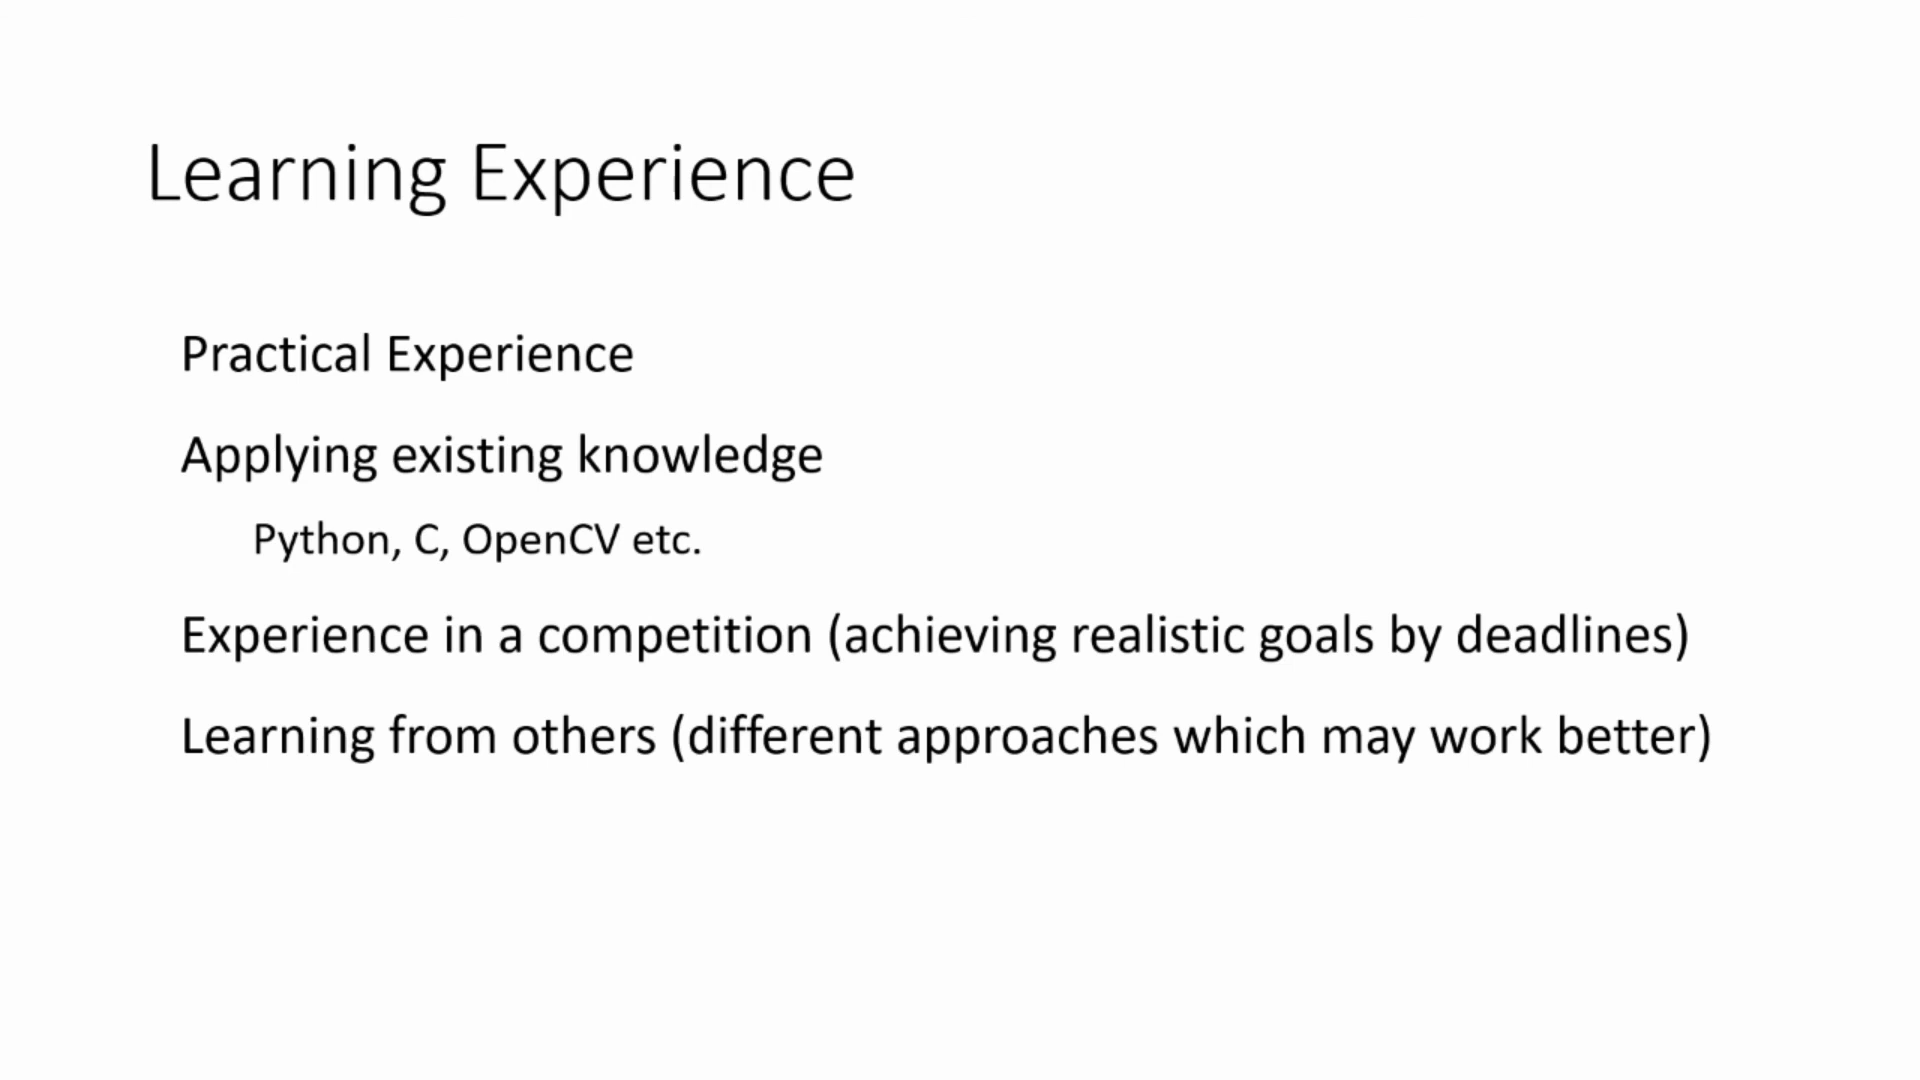 Learning Experience
Practical Experience
Applying existing knowledge
Python, C, OpenCV etc.
Experience in a competition (achieving realistic goals by deadlines)
Learning from others (different approaches which may work better)